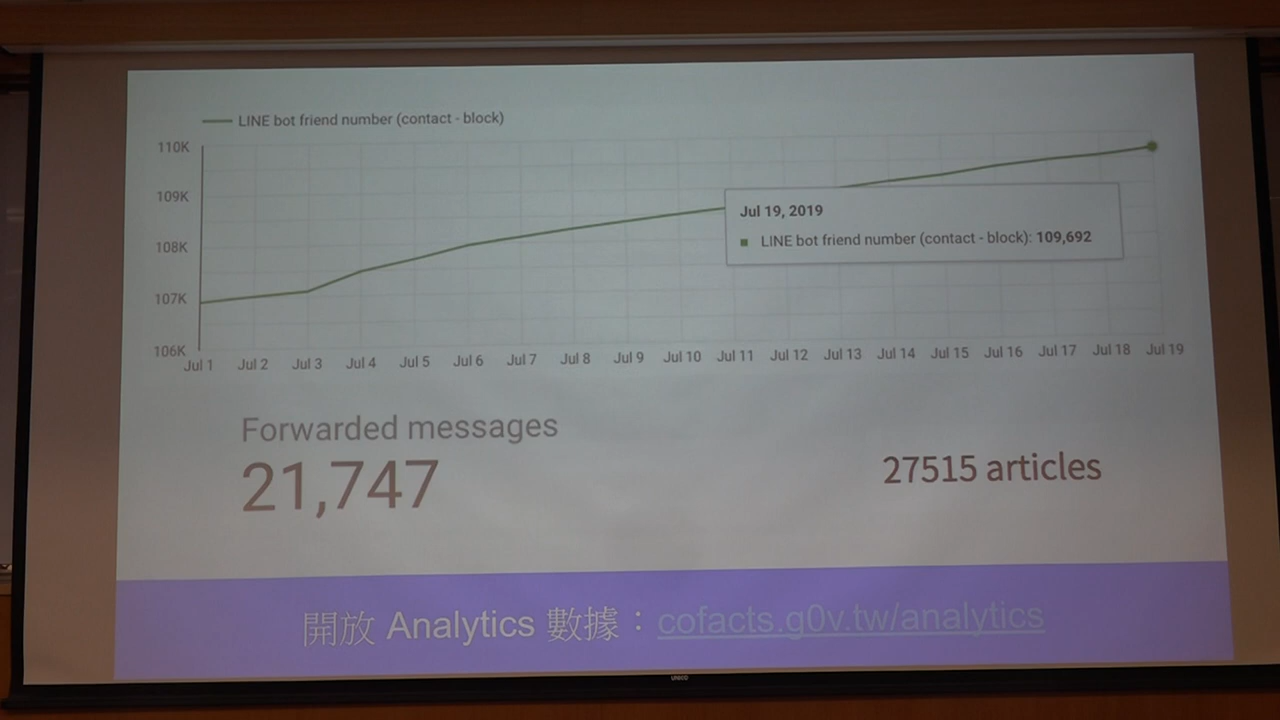 LINE bot friend number (contact - block)
110K
109K
108K
107K
106K
Jul 1 Jul 2 Jul 3 Jul 4 Jul 5 Jul 6 Jul 7 Jul 8 Jul 9 Jul 10 Jul 11 Jul 12 Jul 13 Jul 14 Jul 15 Jul 16 Jul 17 Jul 18 Jul 19
Jul 19, 2019
LINE bot friend number (contact - block): 109,692
Forwarded messages
21,747
27515 articles
開放 Analytics 數據：cofacts.g0v.tw/analytics